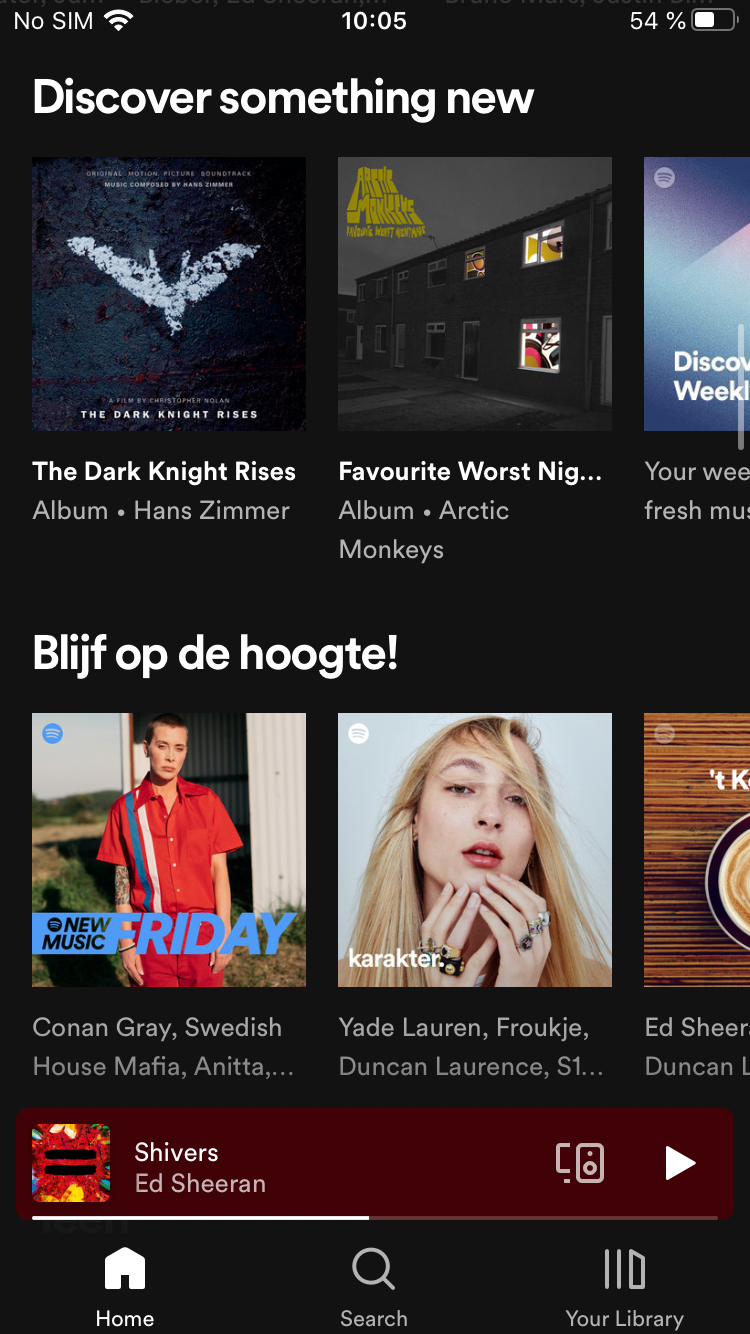 No SIM 10:05 54 %
Discover something new
ORIGINAL MOTION PICTURE SOUNDTRACK
MUSIC COMPOSED BY HANS ZIMMER
A FILM BY CHRISTOPHER NOLAN
THE DARK KNIGHT RISES
ARCTIC
MONKEYS
FAVOURITE WORST NIGHTMARE
Discov
Weekl
The Dark Knight Rises
Album • Hans Zimmer
Favourite Worst Nig...
Album • Arctic
Monkeys
Your wee
fresh mus
Blijf op de hoogte!
NEW
MUSIC FRIDAY
karakter.
't K
Conan Gray, Swedish
House Mafia, Anitta,...
Yade Lauren, Froukje,
Duncan Laurence, S1...
Ed Sheer
Duncan L
Shivers
Ed Sheeran
Home
Search
Your Library